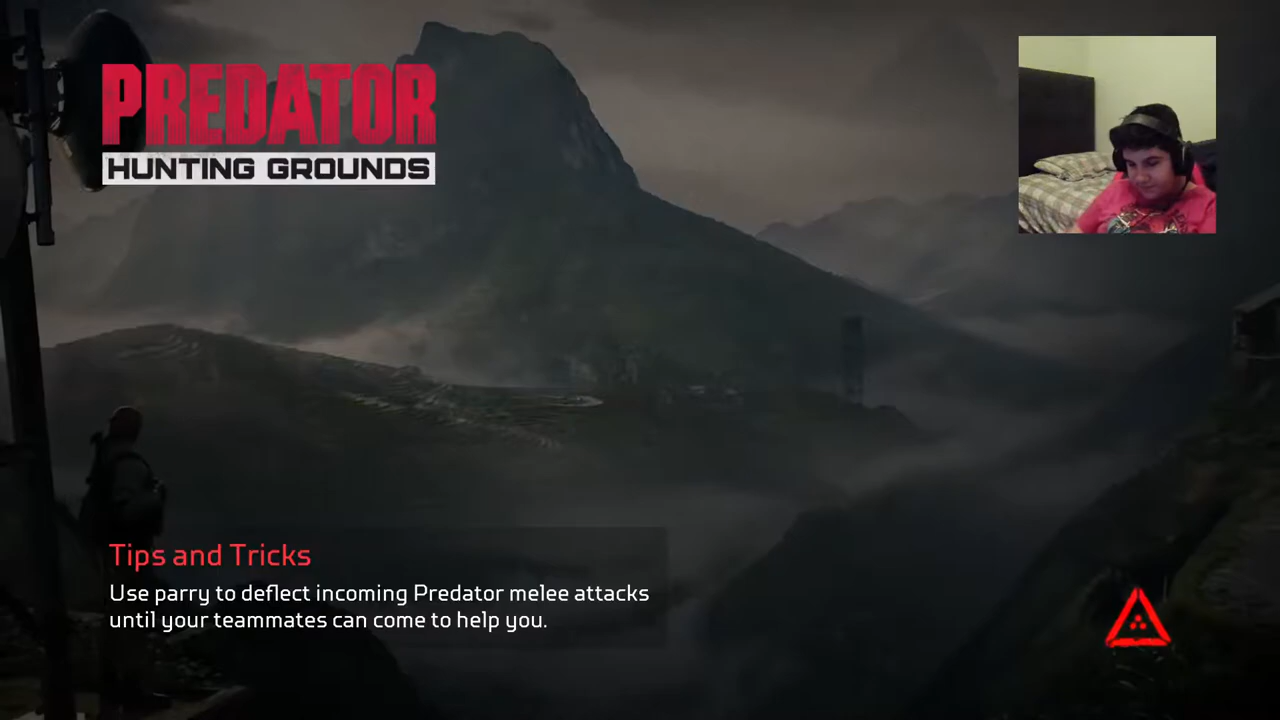 PREDATOR
HUNTING GROUNDS
Tips and Tricks
Use parry to deflect incoming Predator melee attacks
until your teammates can come to help you.